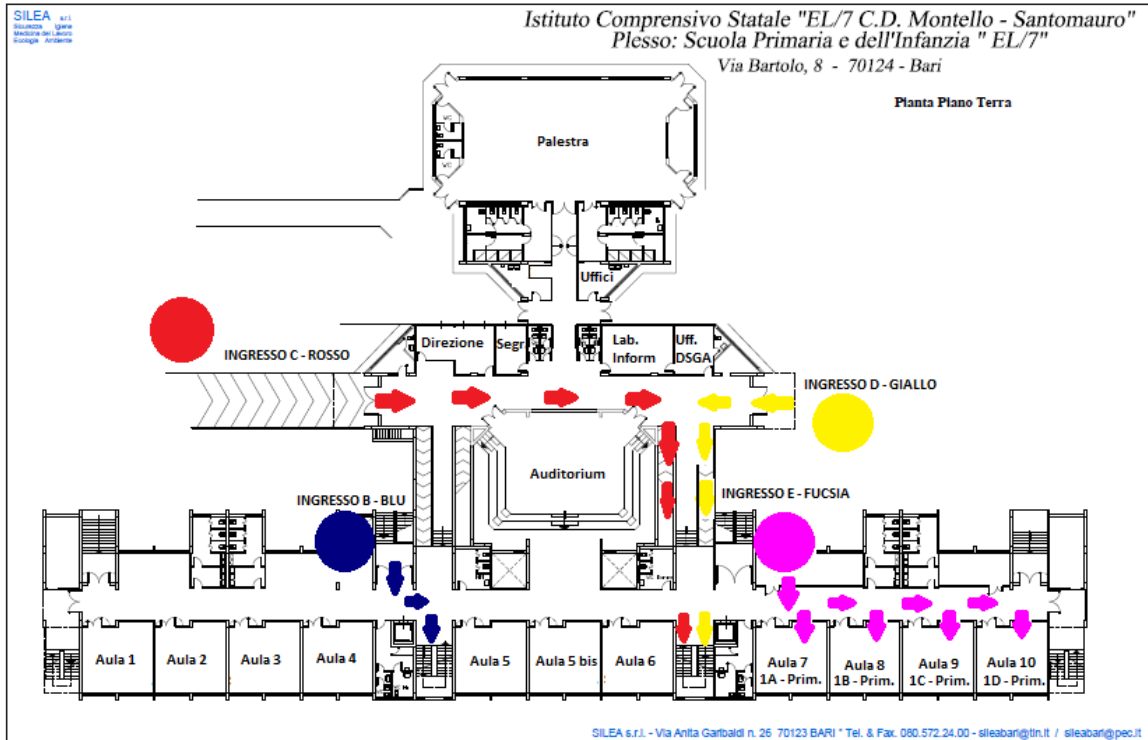 SILEA s.r.l.
Sicurezza Igiene
Medicina del Lavoro
Ecologia Ambiente
Istituto Comprensivo Statale "EL/7 C.D. Montello - Santomauro"
Plesso: Scuola Primaria e dell'Infanzia " EL/7"
Via Bartolo, 8 - 70124 - Bari
Pianta Piano Terra
WC
WC
Palestra
Uffici
Direzione
Segr
Lab.
Inform
Uff.
DSGA
INGRESSO C - ROSSO
INGRESSO D - GIALLO
Auditorium
INGRESSO B - BLU
INGRESSO E - FUCSIA
Aula 1
Aula 2
Aula 3
Aula 4
Aula 5
Aula 5 bis
Aula 6
Aula 7
1A - Prim.
Aula 8
1B - Prim.
Aula 9
1C - Prim.
Aula 10
1D - Prim.
SILEA s.r.l. - Via Anita Garibaldi n. 26 70123 BARI * Tel. & Fax. 080.572.24.00 - sileabari@tin.it / sileabari@pec.it